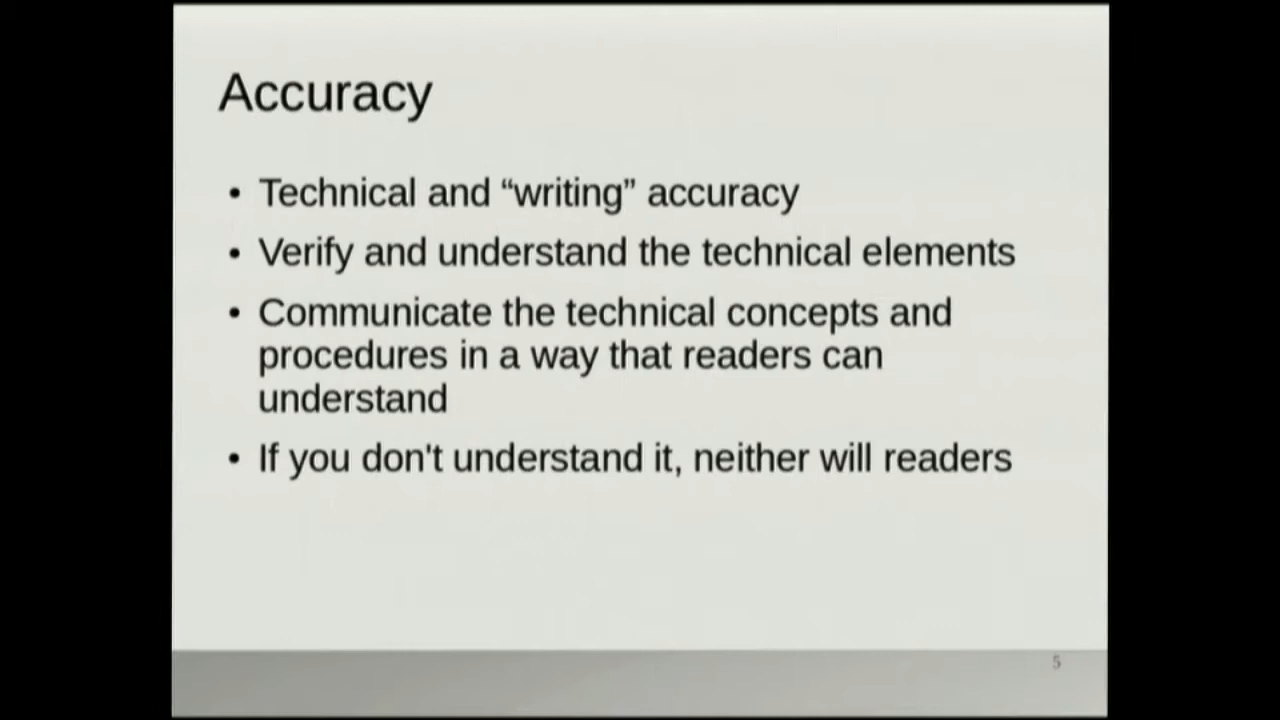 Accuracy
• Technical and “writing” accuracy
• Verify and understand the technical elements
• Communicate the technical concepts and
procedures in a way that readers can
understand
• If you don't understand it, neither will readers
5